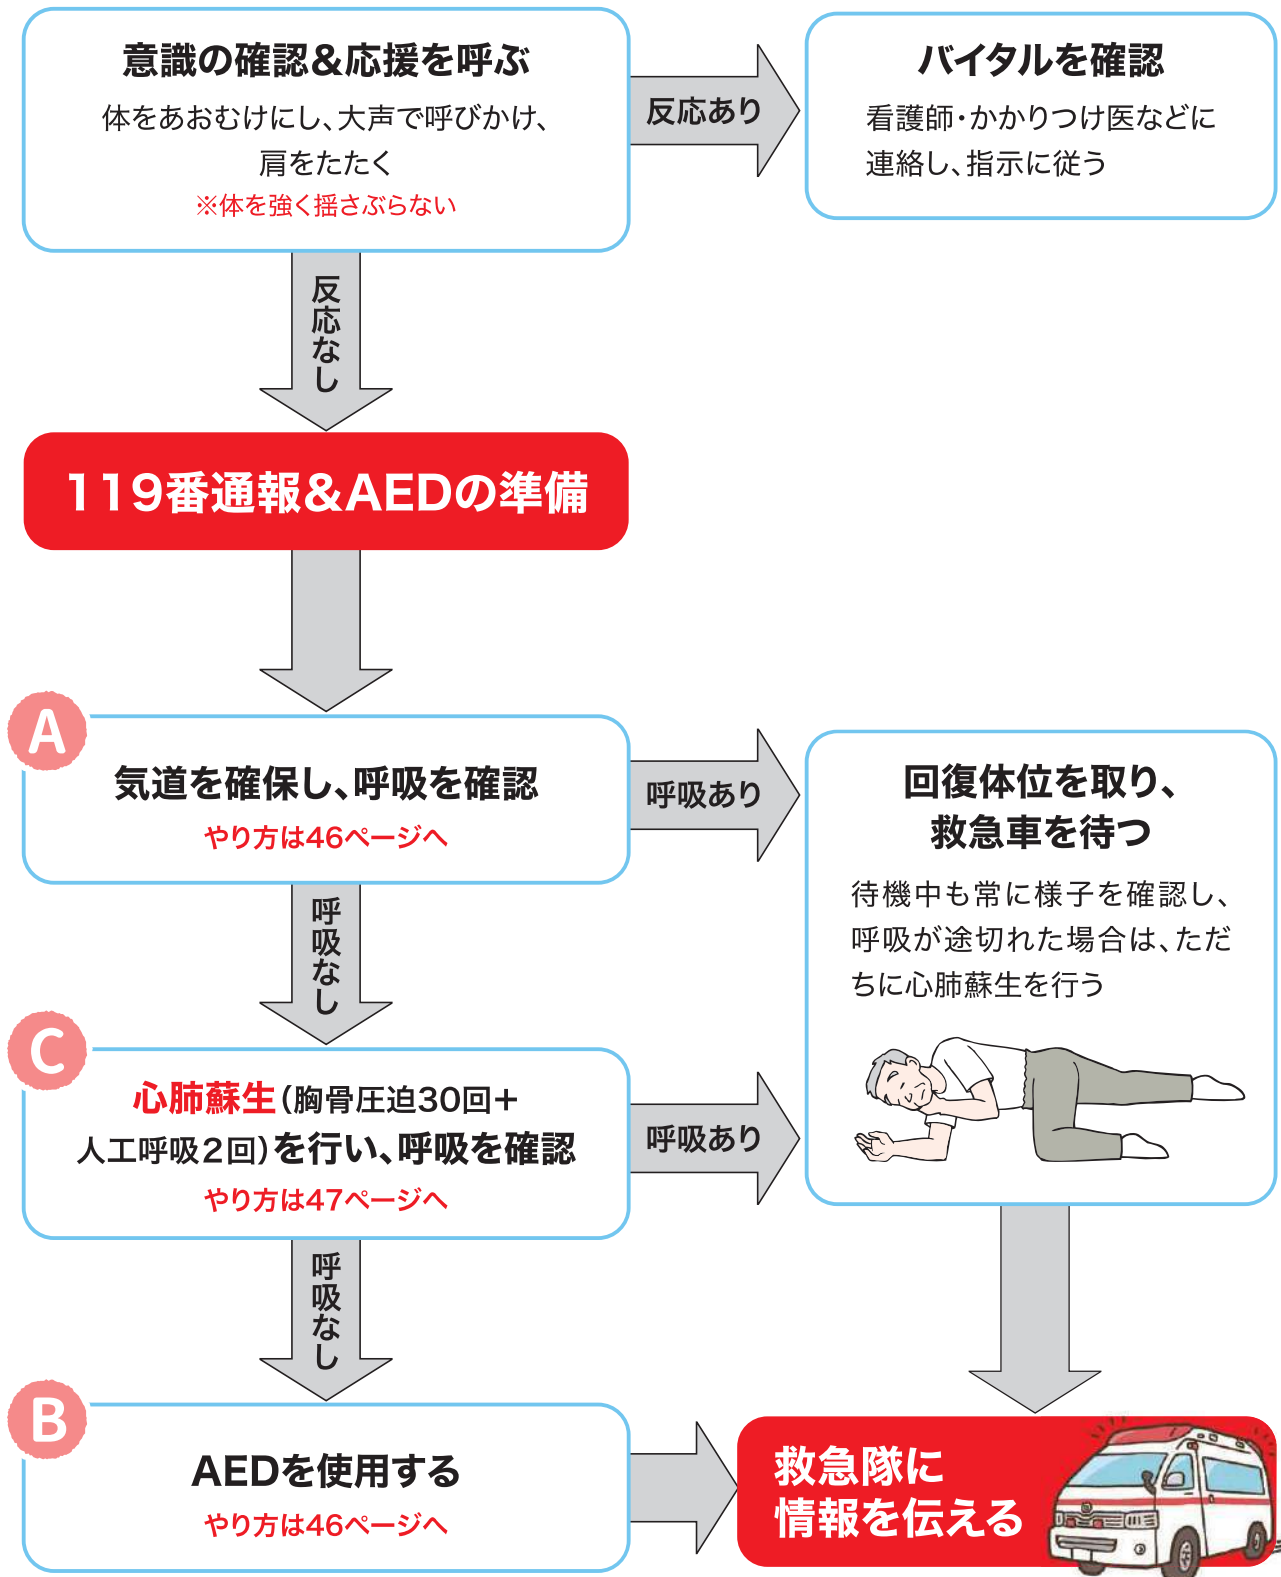 意識の確認&応援を呼ぶ
体をあおむけにし、大声で呼びかけ、
肩をたたく
※体を強く揺さぶらない
反応あり
バイタルを確認
看護師・かかりつけ医などに
連絡し、指示に従う
反応なし
119番通報&AEDの準備
A
気道を確保し、呼吸を確認
やり方は46ページへ
呼吸あり
回復体位を取り、
救急車を待つ
待機中も常に様子を確認し、
呼吸が途切れた場合は、ただ
ちに心肺蘇生を行う
呼吸なし
C
心肺蘇生(胸骨圧迫30回+
人工呼吸2回)を行い、呼吸を確認
やり方は47ページへ
呼吸あり
呼吸なし
B
AEDを使用する
やり方は46ページへ
救急隊に
情報を伝える